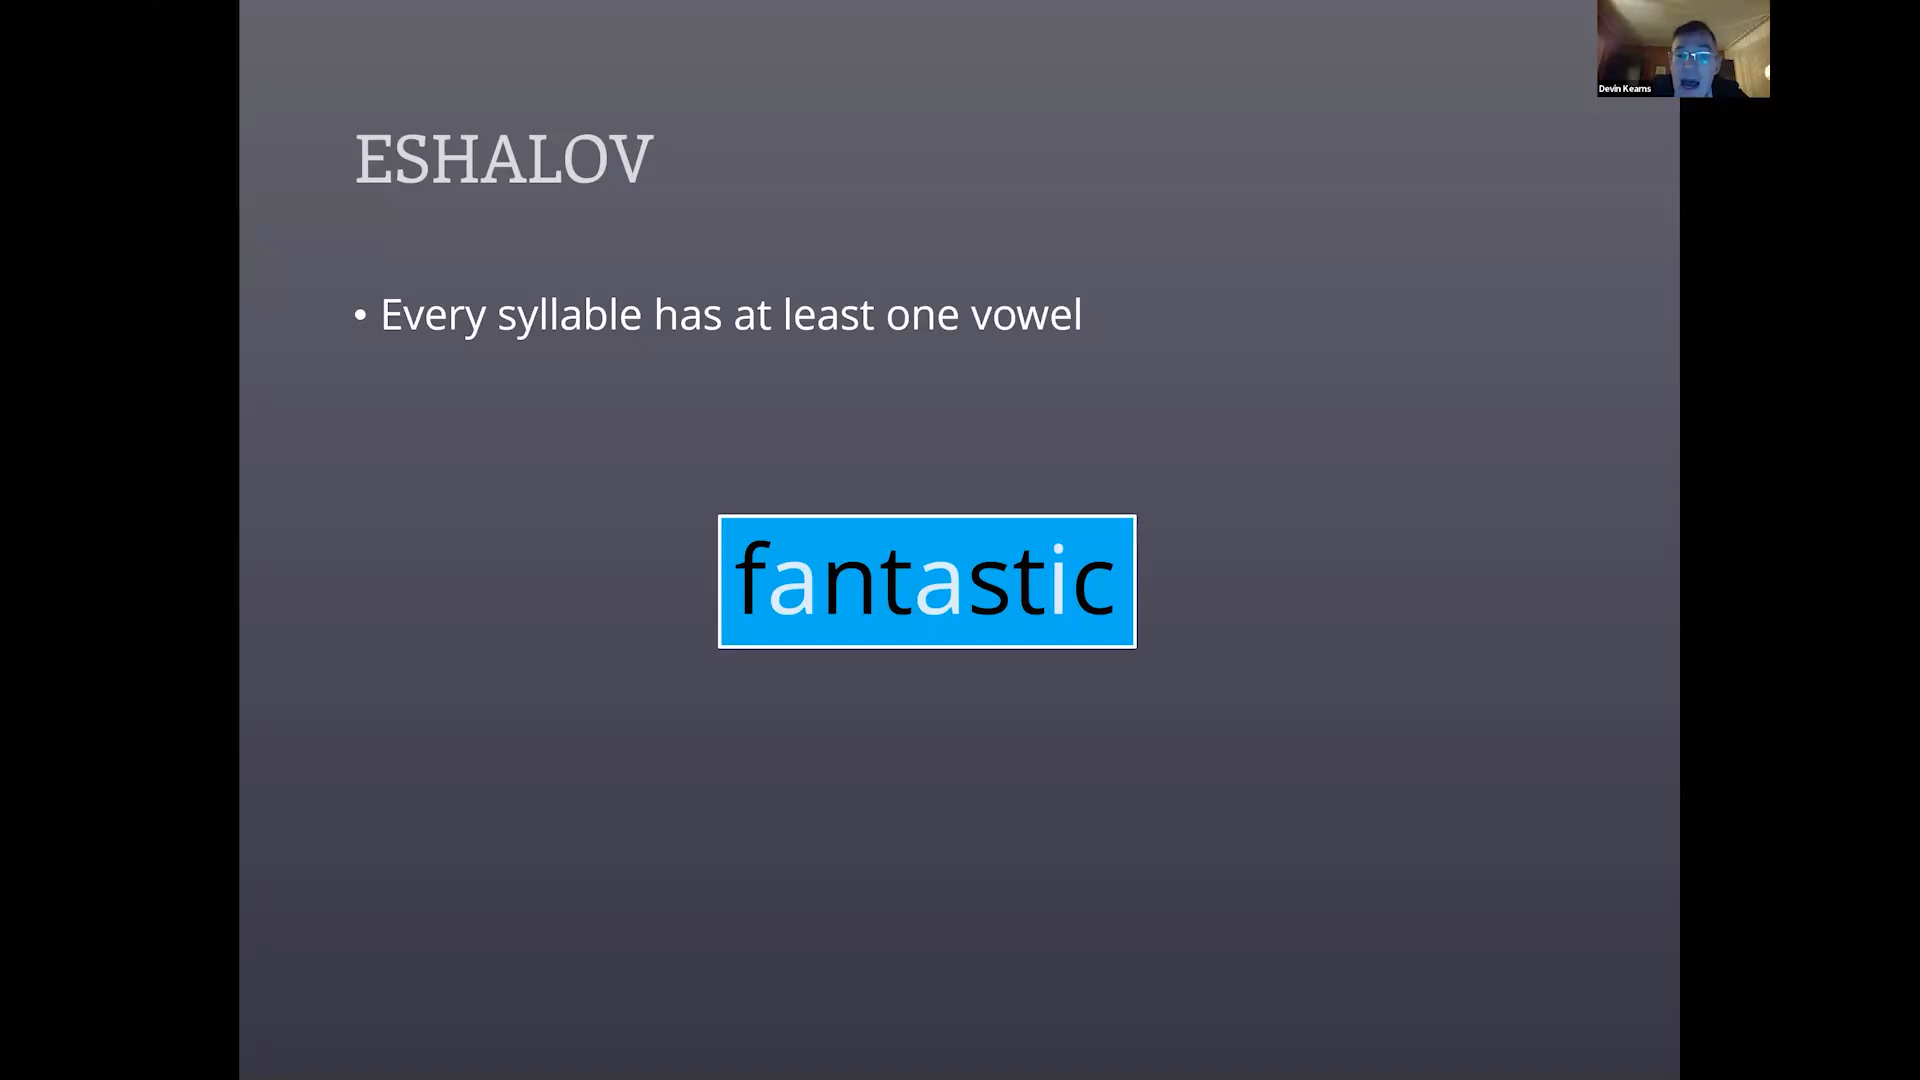 Devin Kearns
ESHALOV
• Every syllable has at least one vowel
fantastic